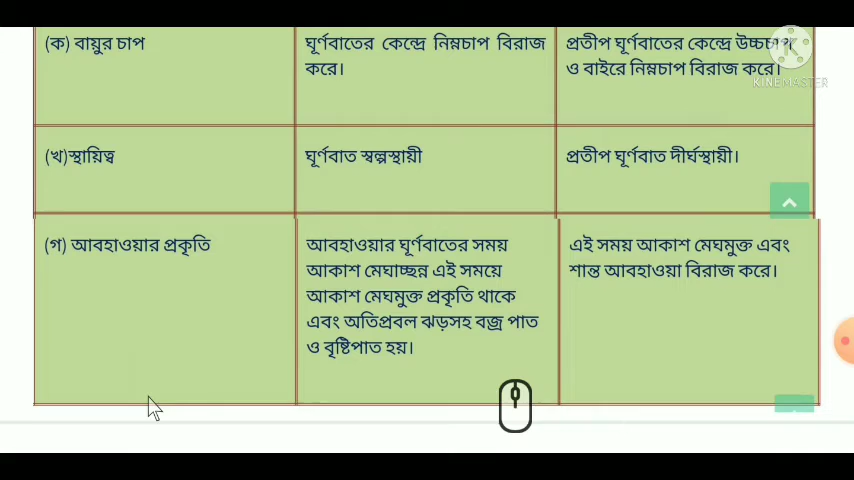 (ক) বায়ুর চাপ
ঘূর্ণবাতের কেন্দ্রে নিম্নচাপ বিরাজ
করে।
প্রতীপ ঘূর্ণবাতের কেন্দ্রে উচ্চচাপ
ও বাইরে নিম্নচাপ বিরাজ করে।
KINEMASTER
(খ)স্থায়িত্ব
ঘূর্ণবাত স্বল্পস্থায়ী
প্রতীপ ঘূর্ণবাত দীর্ঘস্থায়ী।
(গ) আবহাওয়ার প্রকৃতি
আবহাওয়ার ঘূর্ণবাতের সময়
আকাশ মেঘাচ্ছন্ন এই সময়ে
আকাশ মেঘমুক্ত প্রকৃতি থাকে
এবং অতিপ্রবল ঝড়সহ বজ্র পাত
ও বৃষ্টিপাত হয়।
এই সময় আকাশ মেঘমুক্ত এবং
শান্ত আবহাওয়া বিরাজ করে।